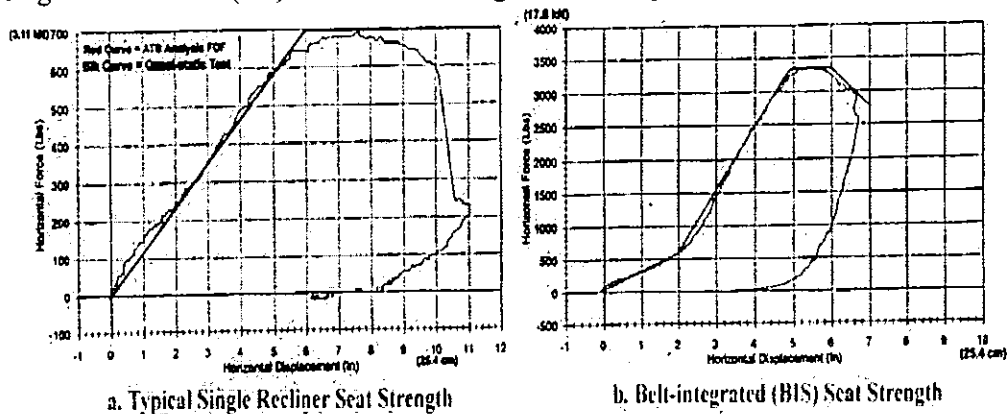 (3.11 kN)
700
Red Curve = ATB Analysis FDF
Blk Curve = Quasi-static Test
600
500
400
300
200
100
0
-100
Horizontal Force (Lbs)
-1 0 1 2 3 4 5 6 7 8 9 10 11
Horizontal Displacement (in)
(25.4 cm)
a. Typical Single Recliner Seat Strength
(17.8 kN)
4000
3500
3000
2500
2000
1500
1000
500
0
-500
Horizontal Force (Lbs)
-1 0 1 2 3 4 5 6 7 8 9 10
Horizontal Displacement (in)
(25.4 cm)
b. Belt-integrated (BIS) Seat Strength